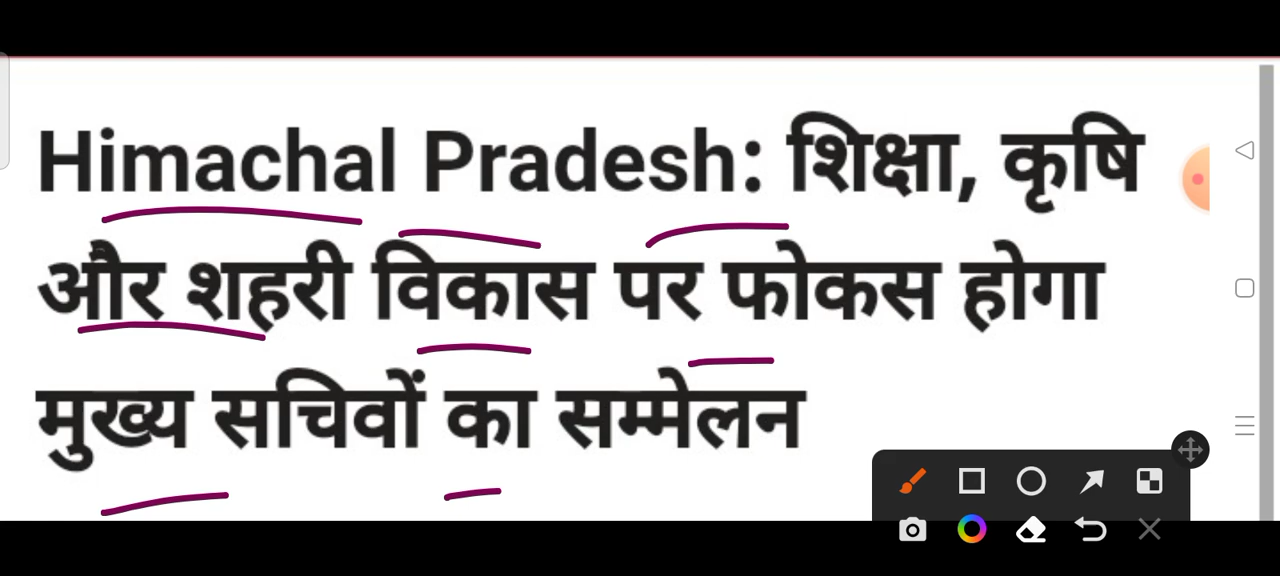 Himachal Pradesh: शिक्षा, कृषि
और शहरी विकास पर फोकस होगा
मुख्य सचिवों का सम्मेलन